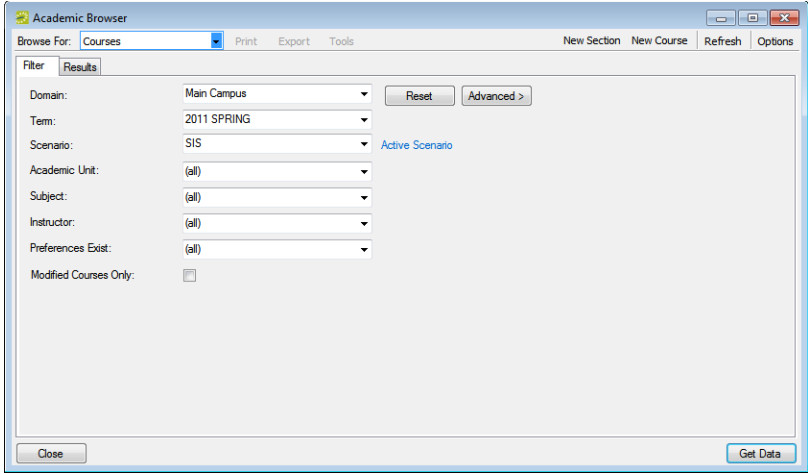 Academic Browser
Browse For: Courses Print Export Tools New Section New Course Refresh Options
Filter Results
Domain: Main Campus Reset Advanced >
Term: 2011 SPRING
Scenario: SIS Active Scenario
Academic Unit: (all)
Subject: (all)
Instructor: (all)
Preferences Exist: (all)
Modified Courses Only:
Close Get Data